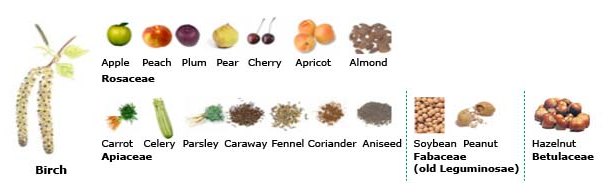 Apple Peach Plum Pear Cherry Apricot Almond
Rosaceae
Carrot Celery Parsley Caraway Fennel Coriander Aniseed
Apiaceae
Soybean Peanut
Fabaceae
(old Leguminosae)
Hazelnut
Betulaceae
Birch